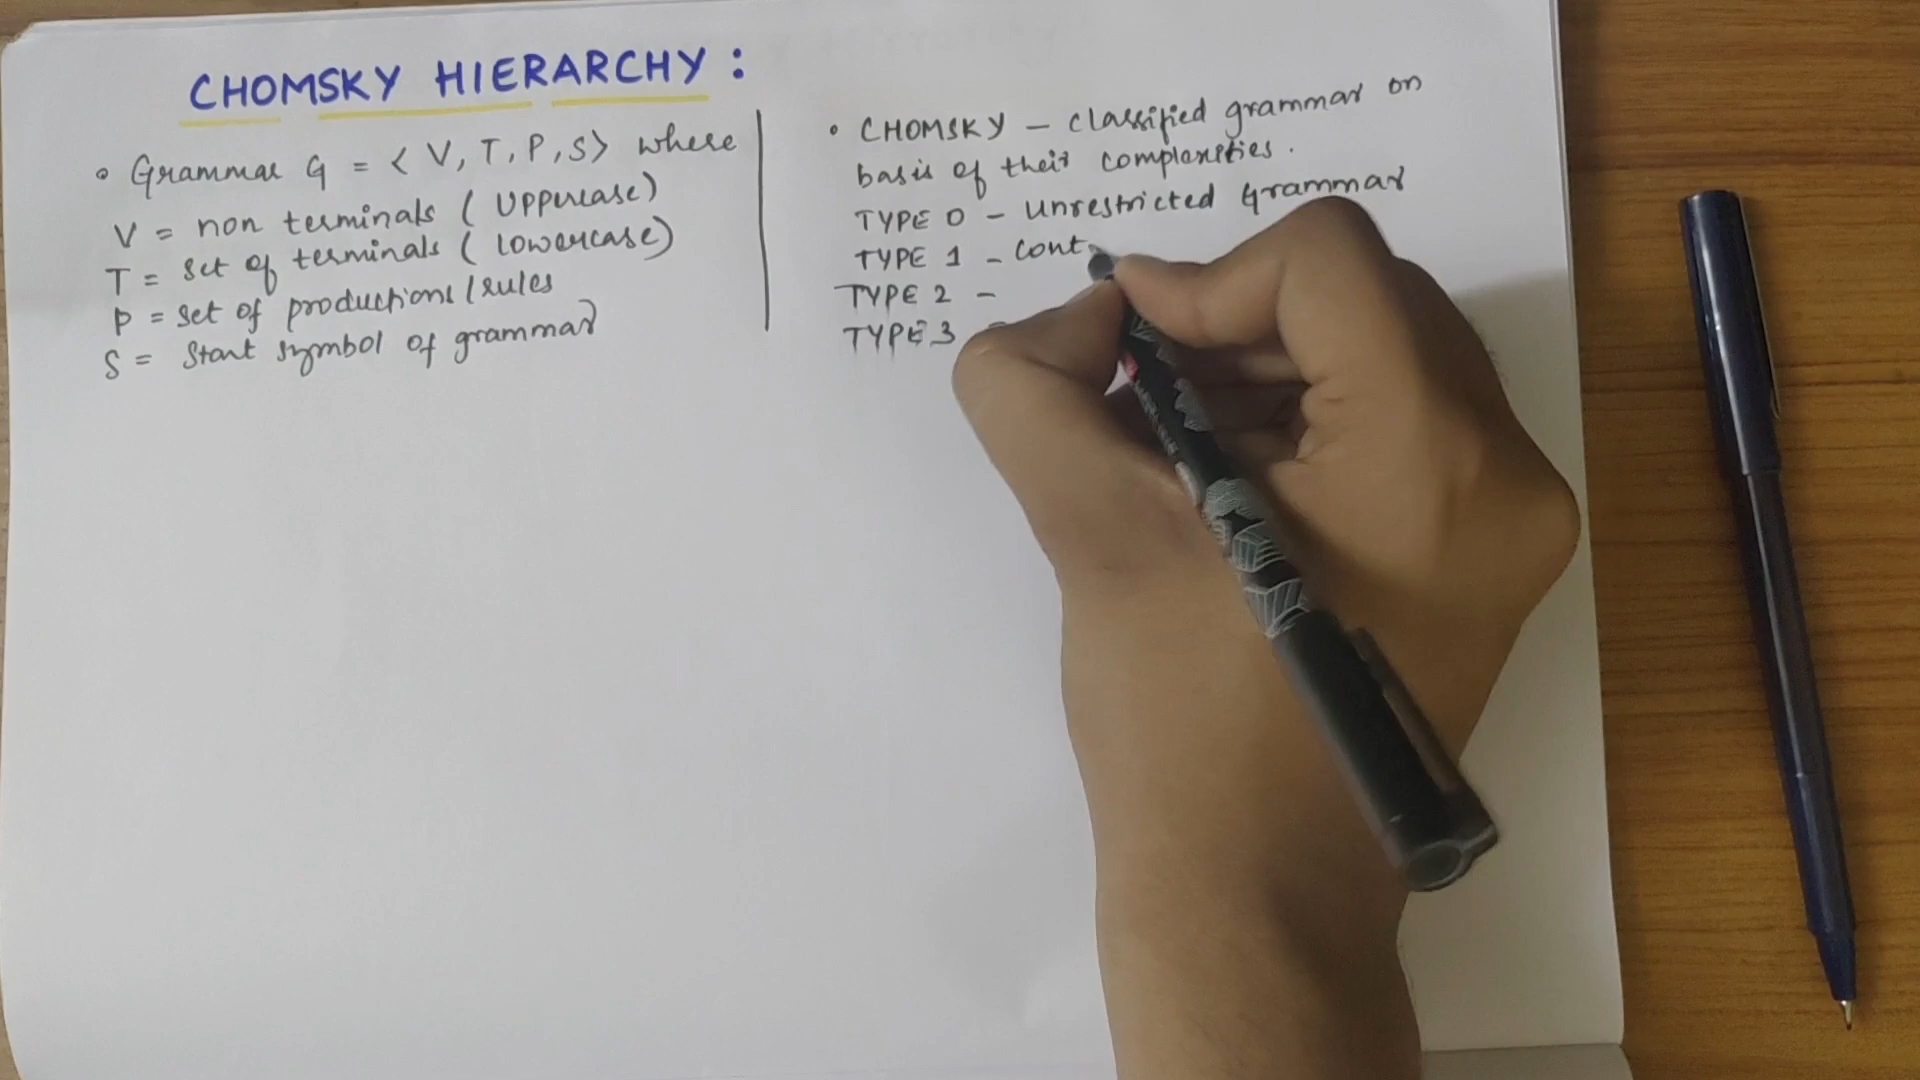 CHOMSKY HIERARCHY :
• Grammar G = < V, T, P, S> where
V = non terminals ( Uppercase)
T = set of terminals ( lowercase)
P = set of productions / rules
S = Start symbol of grammar
• CHOMSKY - classified grammar on
basis of their complexities.
TYPE 0 - Unrestricted Grammar
TYPE 1 - Cont
TYPE 2 -
TYPE 3